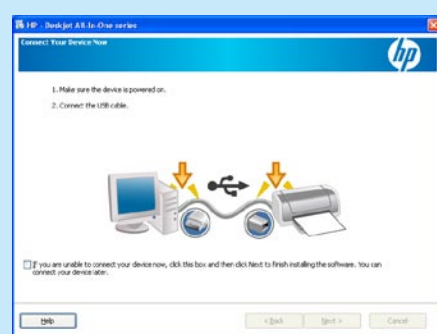 HP - Deskjet All-In-One series
Connect Your Device Now
hp
1. Make sure the device is powered on.
2. Connect the USB cable.
If you are unable to connect your device now, click this box and then click Next to finish installing the software. You can
connect your device later.
Help
< Back
Next >
Cancel